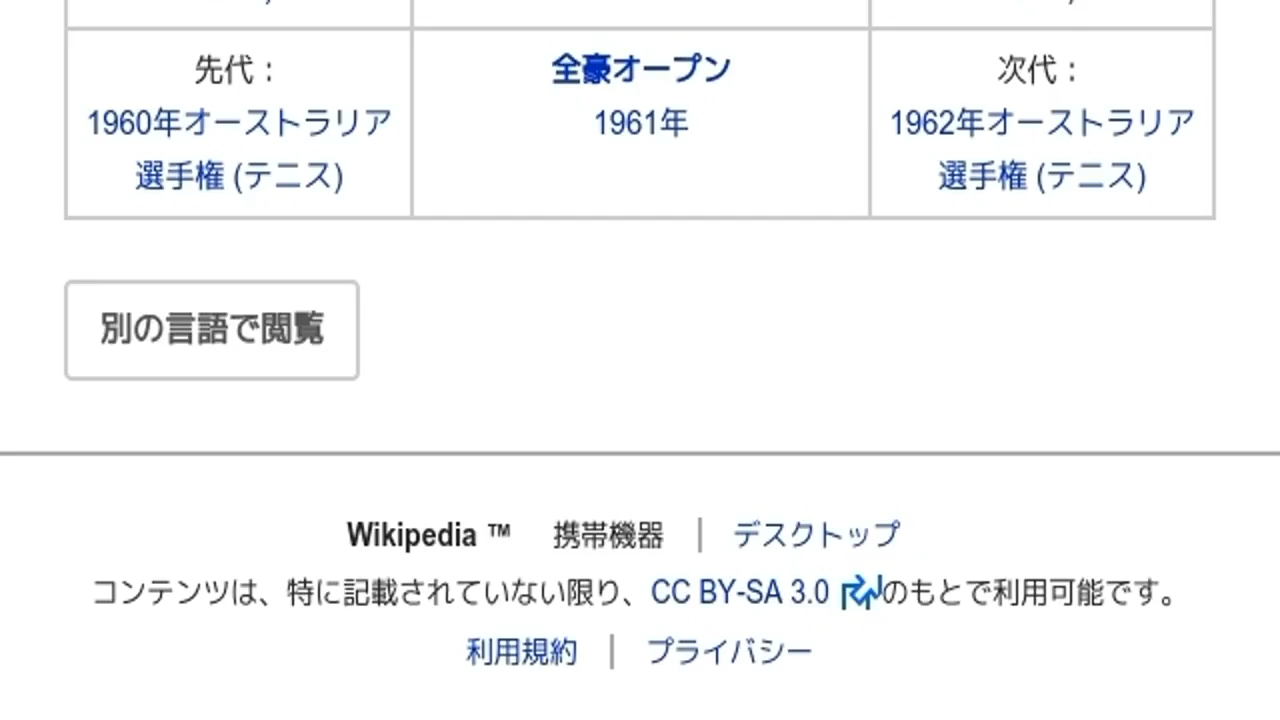 先代：
1960年オーストラリア
選手権 (テニス)
全豪オープン
1961年
次代：
1962年オーストラリア
選手権 (テニス)
別の言語で閲覧
Wikipedia ™ 携帯機器 | デスクトップ
コンテンツは、特に記載されていない限り、CC BY-SA 3.0 のもとで利用可能です。
利用規約 | プライバシー